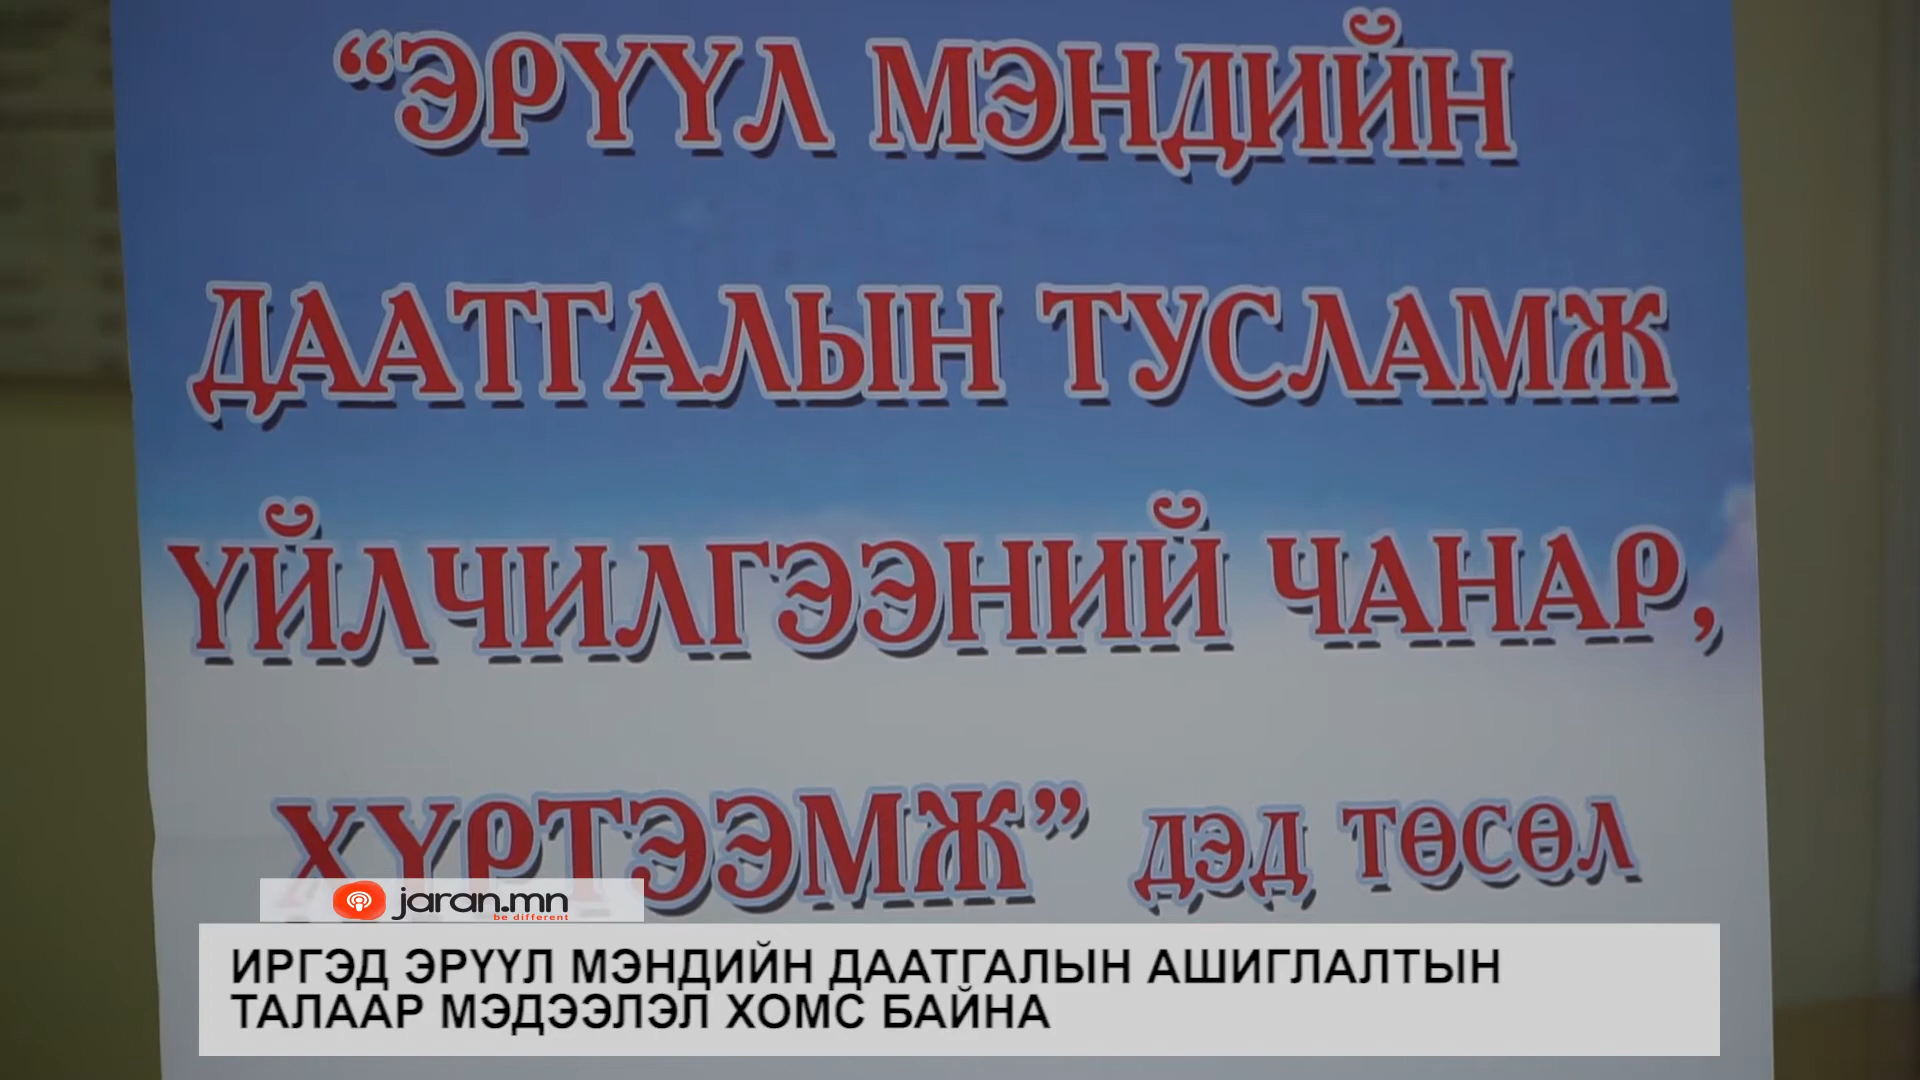 “ЭРҮҮЛ МЭНДИЙН
ДААТГАЛЫН ТУСЛАМЖ
ҮЙЛЧИЛГЭЭНИЙ ЧАНАР,
ХҮРТЭЭМЖ” ДЭД ТӨСӨЛ
jaran.mn
be different
ИРГЭД ЭРҮҮЛ МЭНДИЙН ДААТГАЛЫН АШИГЛАЛТЫН
ТАЛААР МЭДЭЭЛЭЛ ХОМС БАЙНА